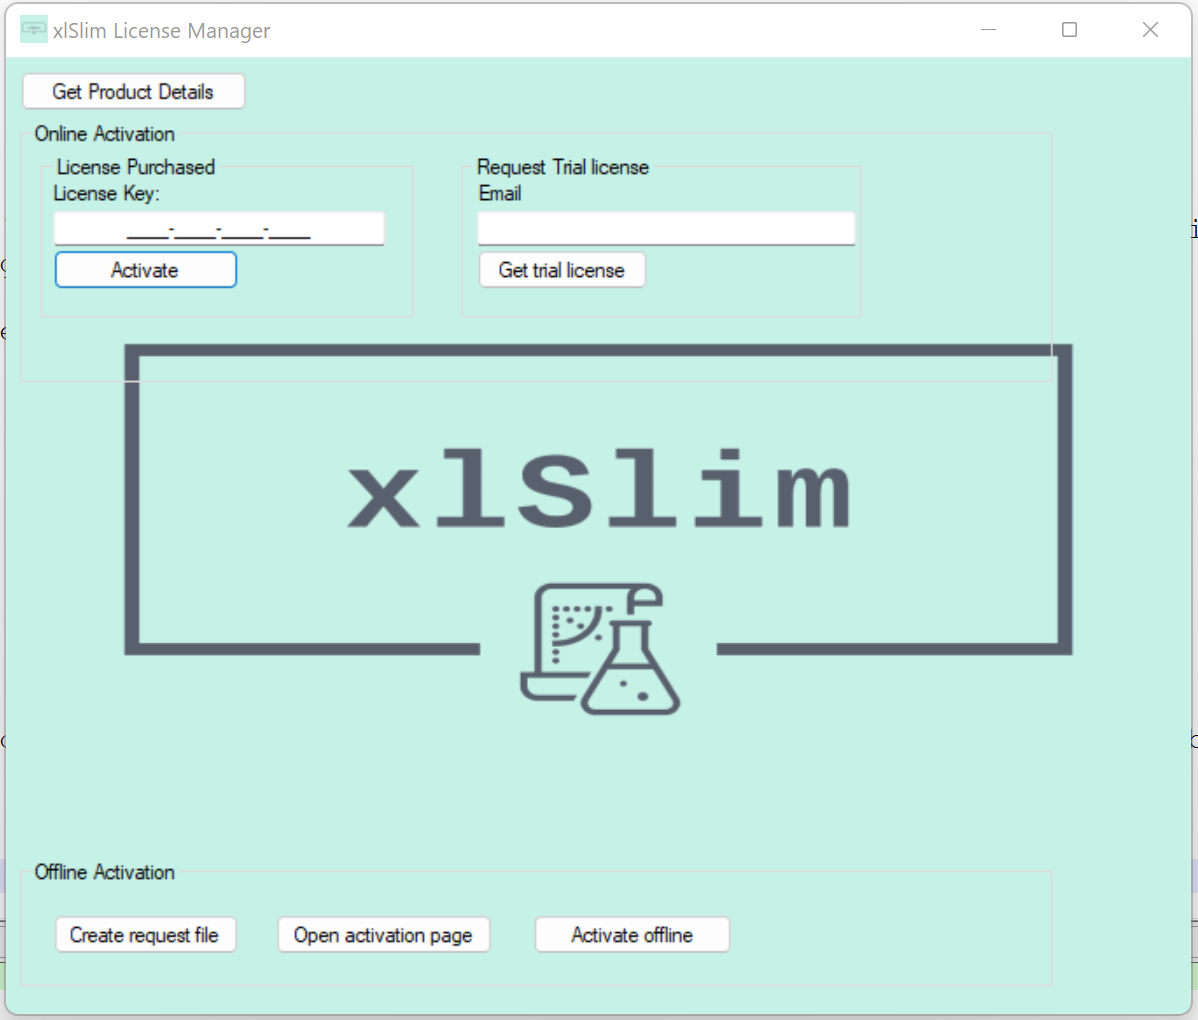 xlSlim License Manager
Get Product Details
Online Activation
License Purchased
License Key:
____-____-____-____
Activate
Request Trial license
Email
Get trial license
xlSlim
Offline Activation
Create request file
Open activation page
Activate offline